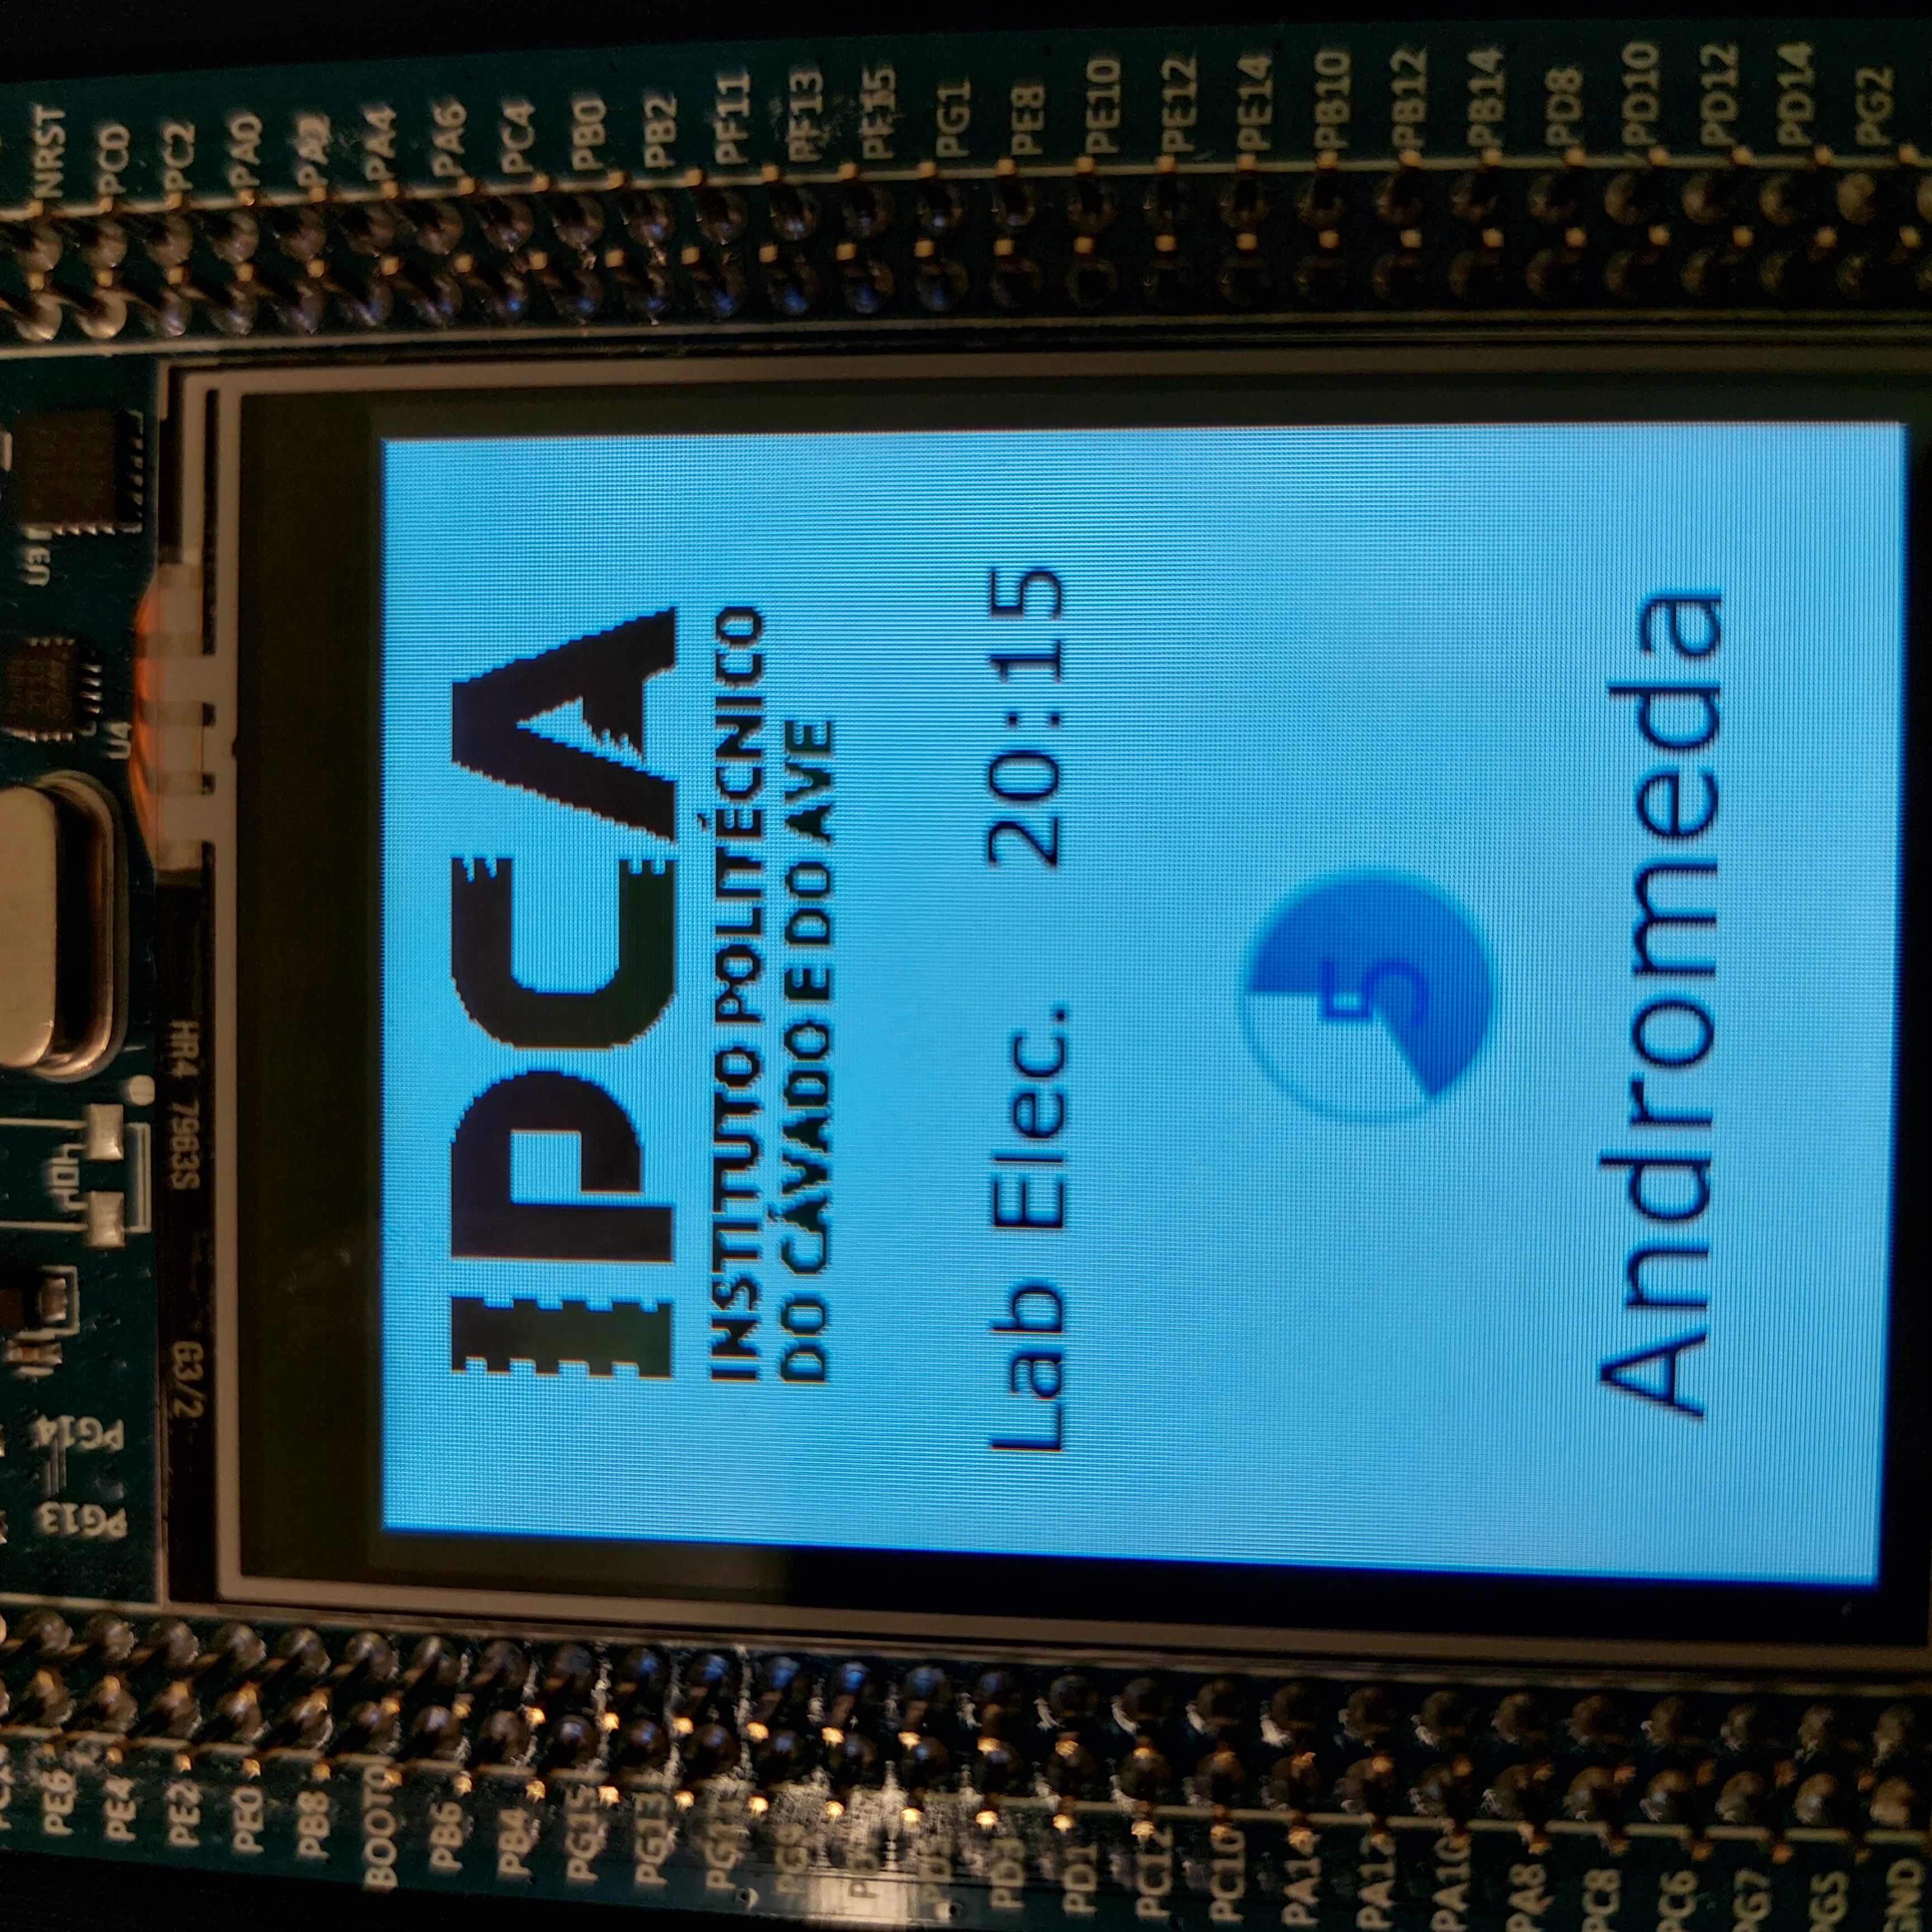 PE6
PG13
PG14
U4
U3
NRST
PE4
PC0
PE2
G3/2
HR4 7963S
PC2
PE0
PA0
PB8
PA2
BOOT0
PA4
IPCA
PB6
PA6
PB4
PC4
PG15
PB0
PG13
PB2
INSTITUTO POLITÉCNICO
PF11
DO CÁVADO E DO AVE
PG9
PF13
PF15
PG1
PD3
Lab Elec. 20:15
PE8
PD1
PE10
PC12
PE12
PC10
PE14
PA14
5
PB10
PA12
PB12
PA10
PB14
PA8
PD8
PC8
Andromeda
PD10
PC6
PD12
PG7
PD14
PG5
PG2
GND